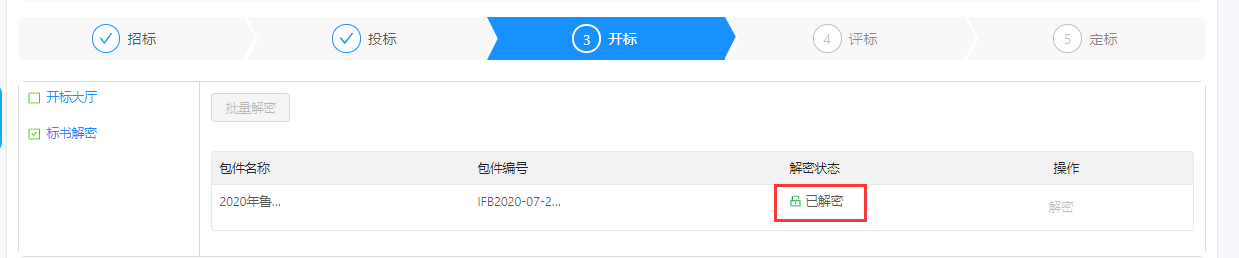 招标
投标
3 开标
4 评标
5 定标
开标大厅
标书解密
批量解密
包件名称 包件编号 解密状态 操作
2020年鲁... IFB2020-07-2... 已解密 解密